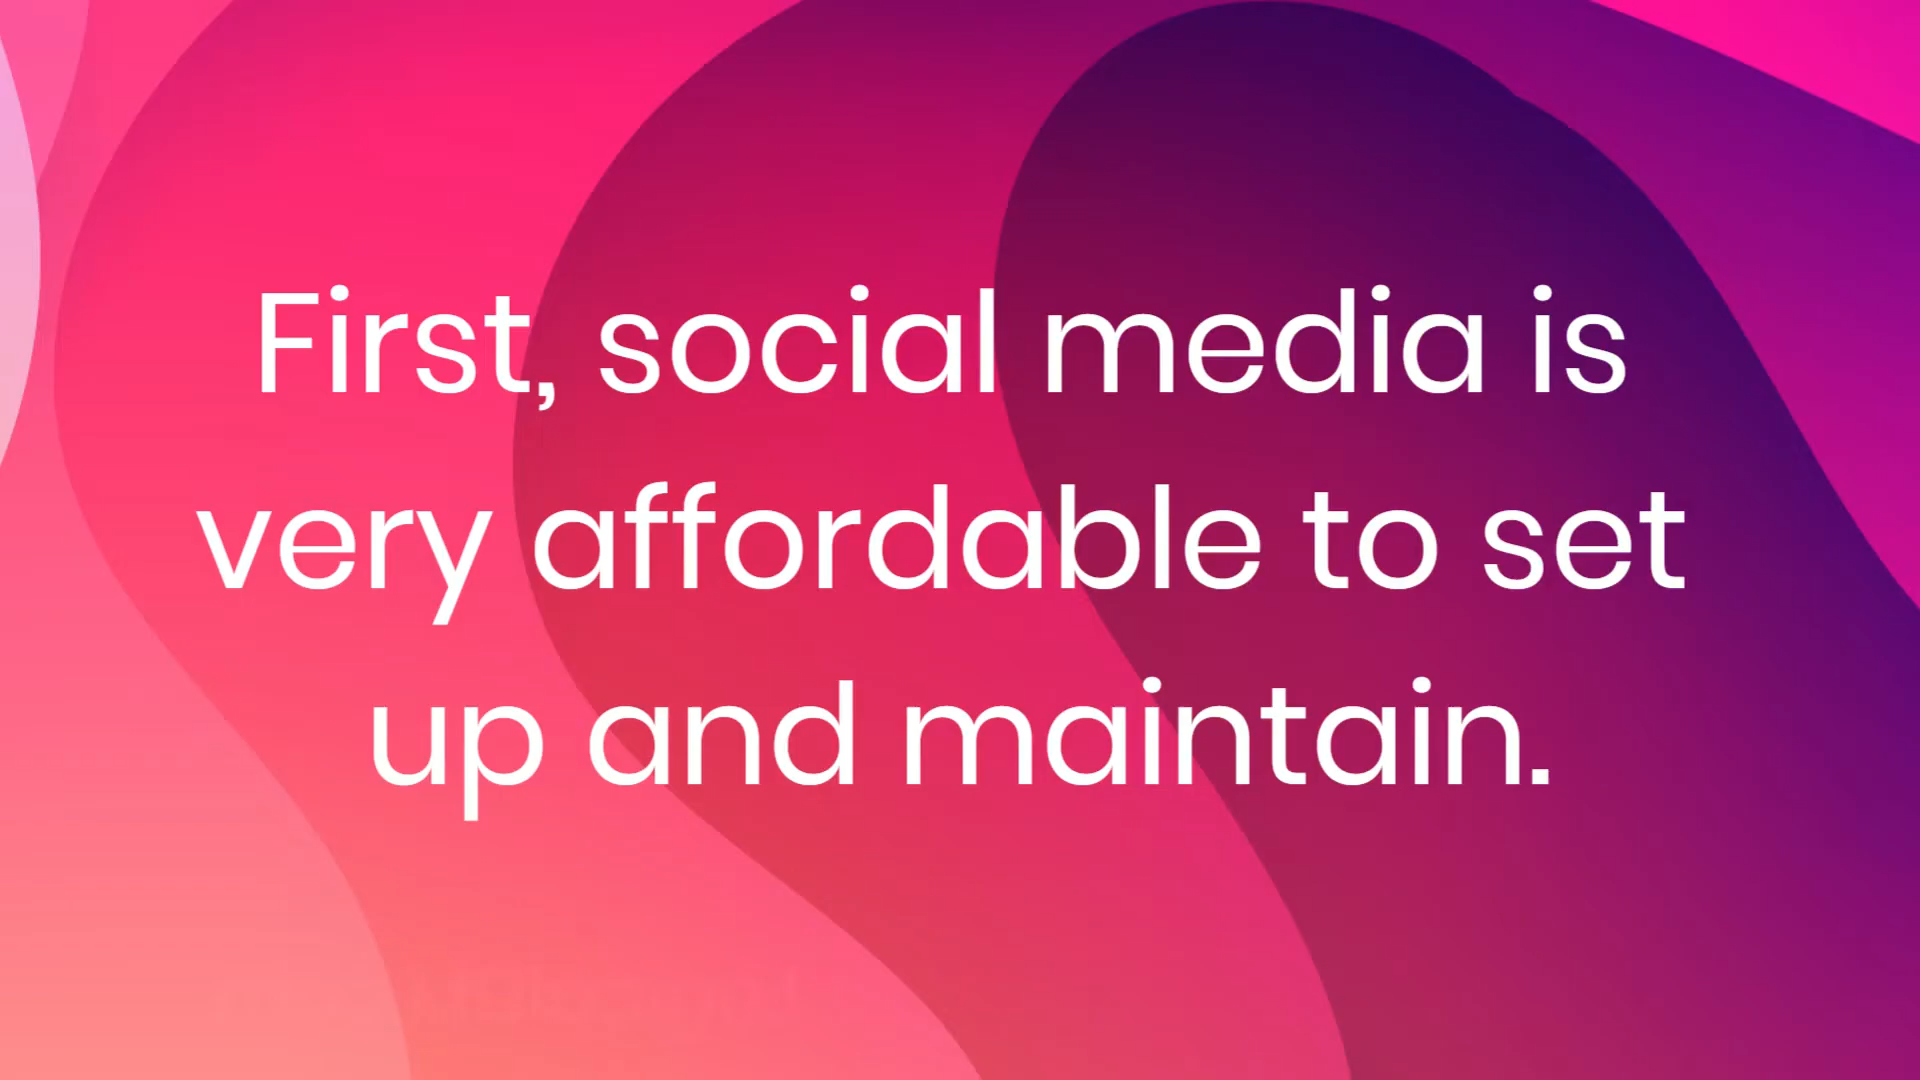 First, social media is
very affordable to set
up and maintain.